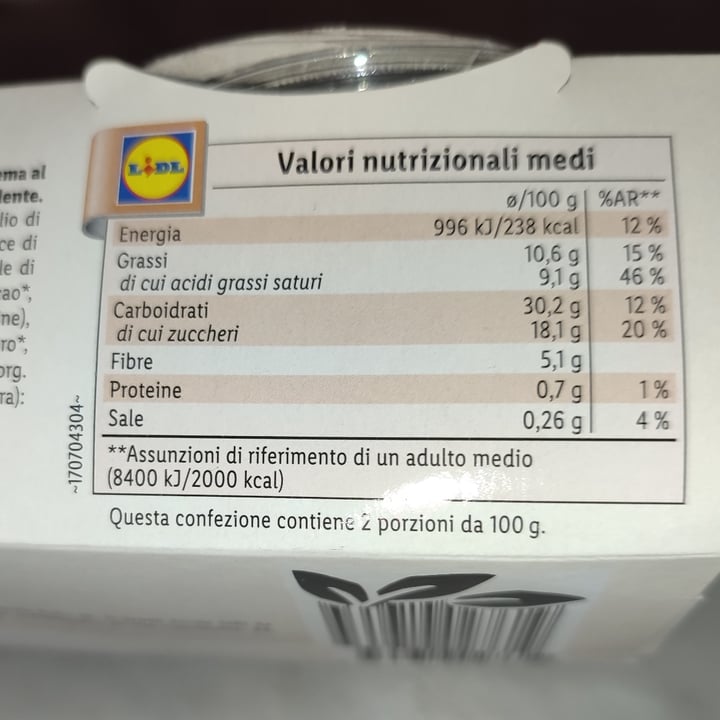 LIDL
Valori nutrizionali medi
ø/100 g %AR**
Energia 996 kJ/238 kcal 12 %
Grassi 10,6 g 15 %
di cui acidi grassi saturi 9,1 g 46 %
Carboidrati 30,2 g 12 %
di cui zuccheri 18,1 g 20 %
Fibre 5,1 g
Proteine 0,7 g 1 %
Sale 0,26 g 4 %
**Assunzioni di riferimento di un adulto medio
(8400 kJ/2000 kcal)
Questa confezione contiene 2 porzioni da 100 g.
~170704304~
ema al
lente.
lio di
ce di
le di
cao*,
ne),
ro*,
org.
ra):